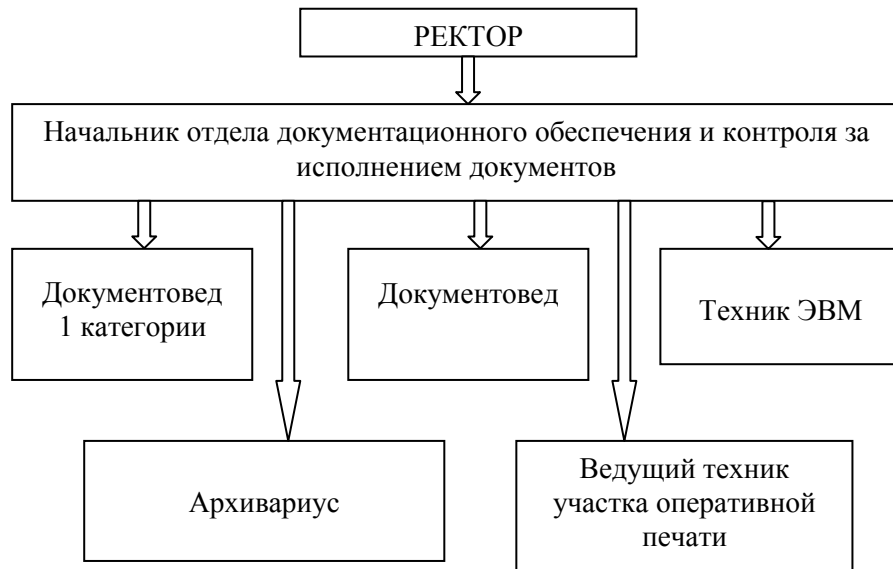 РЕКТОР
Начальник отдела документационного обеспечения и контроля за
исполнением документов
Документовед
1 категории
Документовед
Техник ЭВМ
Архивариус
Ведущий техник
участка оперативной
печати